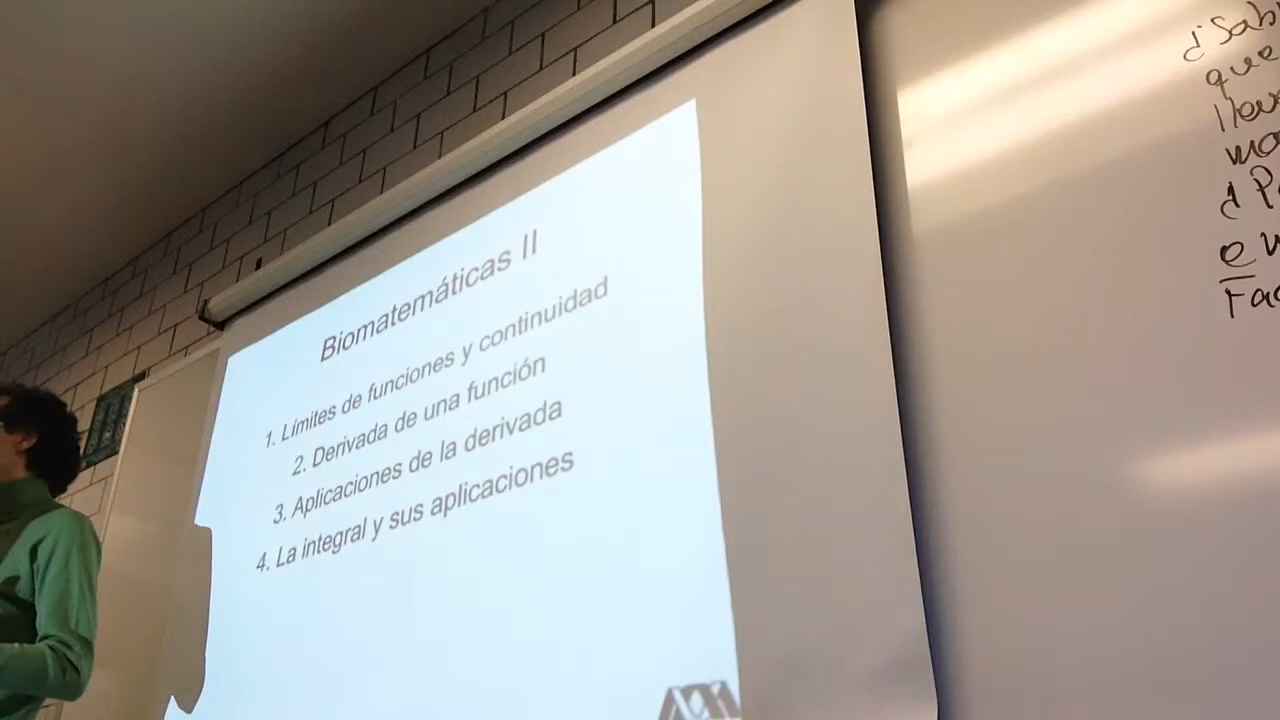 Biomatemáticas II
1. Límites de funciones y continuidad
2. Derivada de una función
3. Aplicaciones de la derivada
4. La integral y sus aplicaciones
que